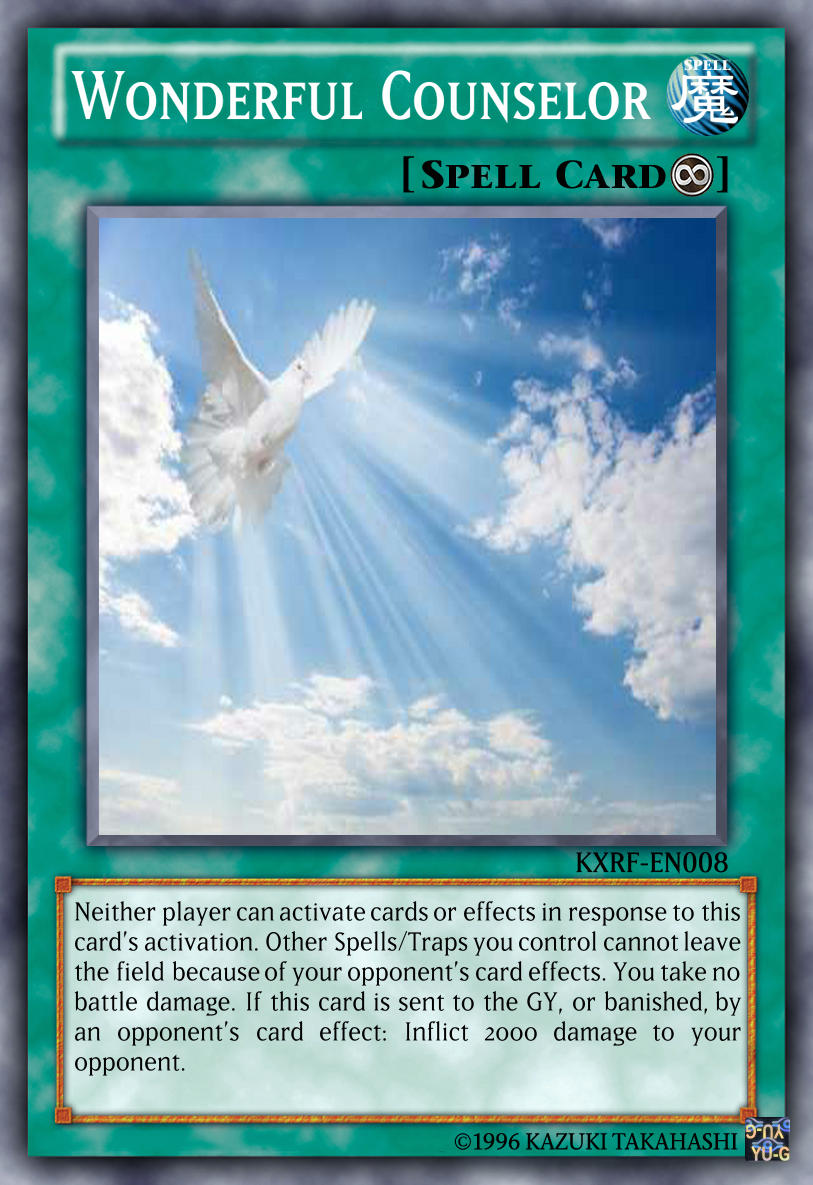 WONDERFUL COUNSELOR
SPELL
魔
[SPELL CARD∞]
KXRF-EN008
Neither player can activate cards or effects in response to this
card's activation. Other Spells/Traps you control cannot leave
the field because of your opponent's card effects. You take no
battle damage. If this card is sent to the GY, or banished, by
an opponent's card effect: Inflict 2000 damage to your
opponent.
©1996 KAZUKI TAKAHASHI
YU-G
YU-G